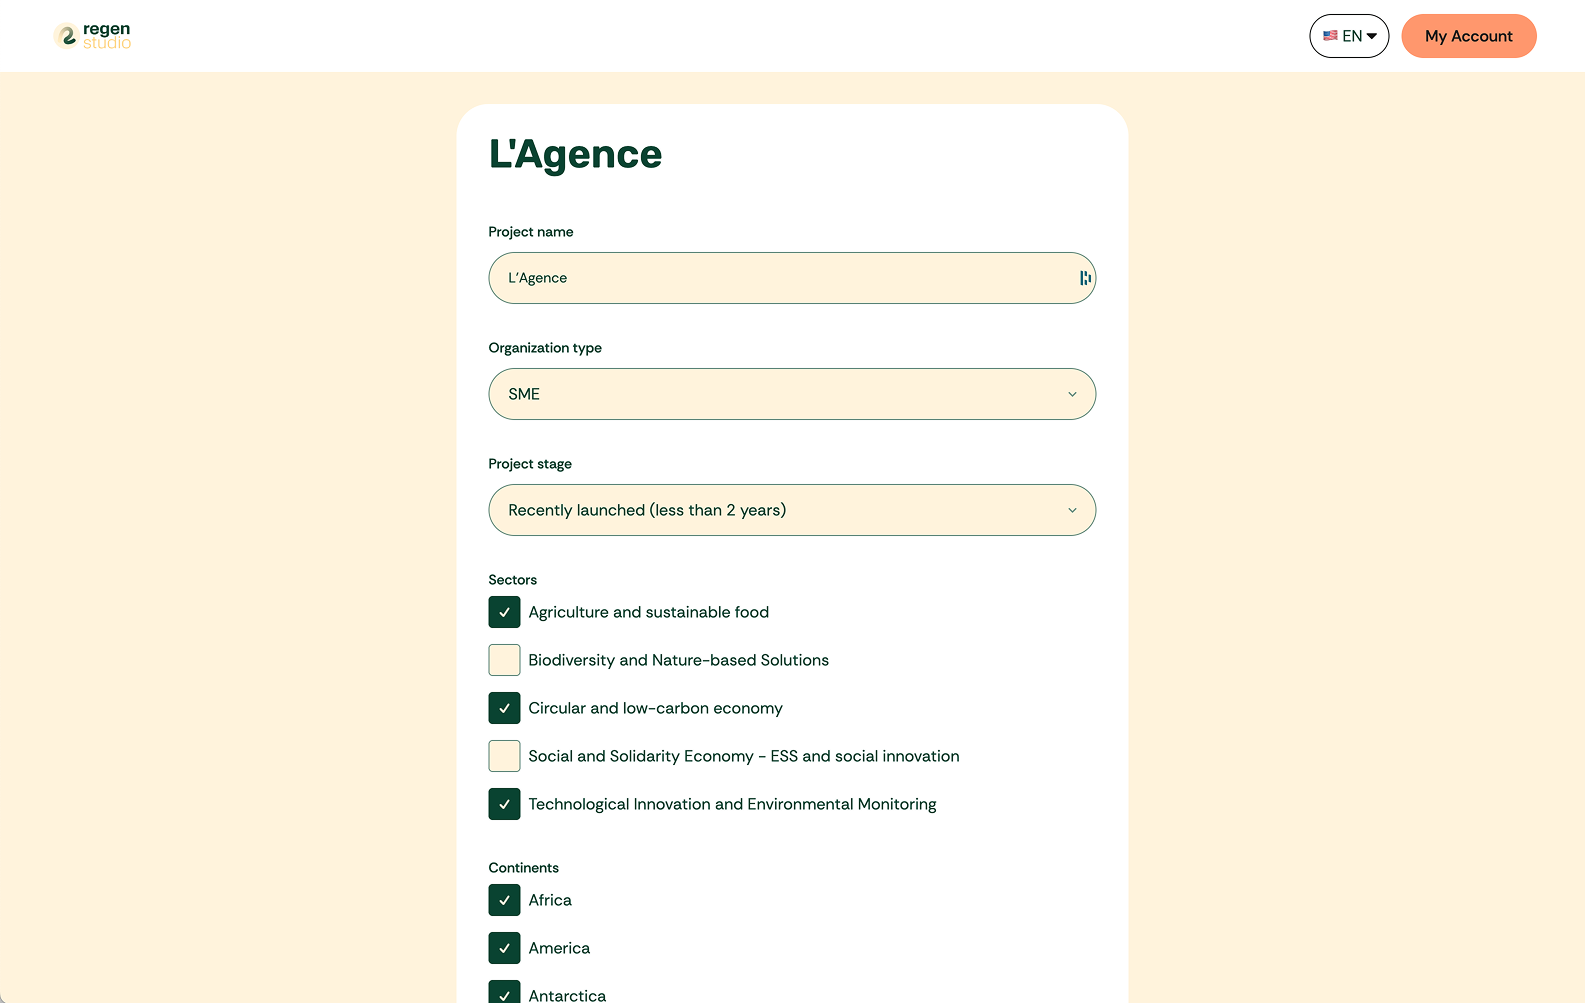 regen
studio
EN
My Account
L'Agence
Project name
L'Agence
Organization type
SME
Project stage
Recently launched (less than 2 years)
Sectors
Agriculture and sustainable food
Biodiversity and Nature-based Solutions
Circular and low-carbon economy
Social and Solidarity Economy - ESS and social innovation
Technological Innovation and Environmental Monitoring
Continents
Africa
America
Antarctica